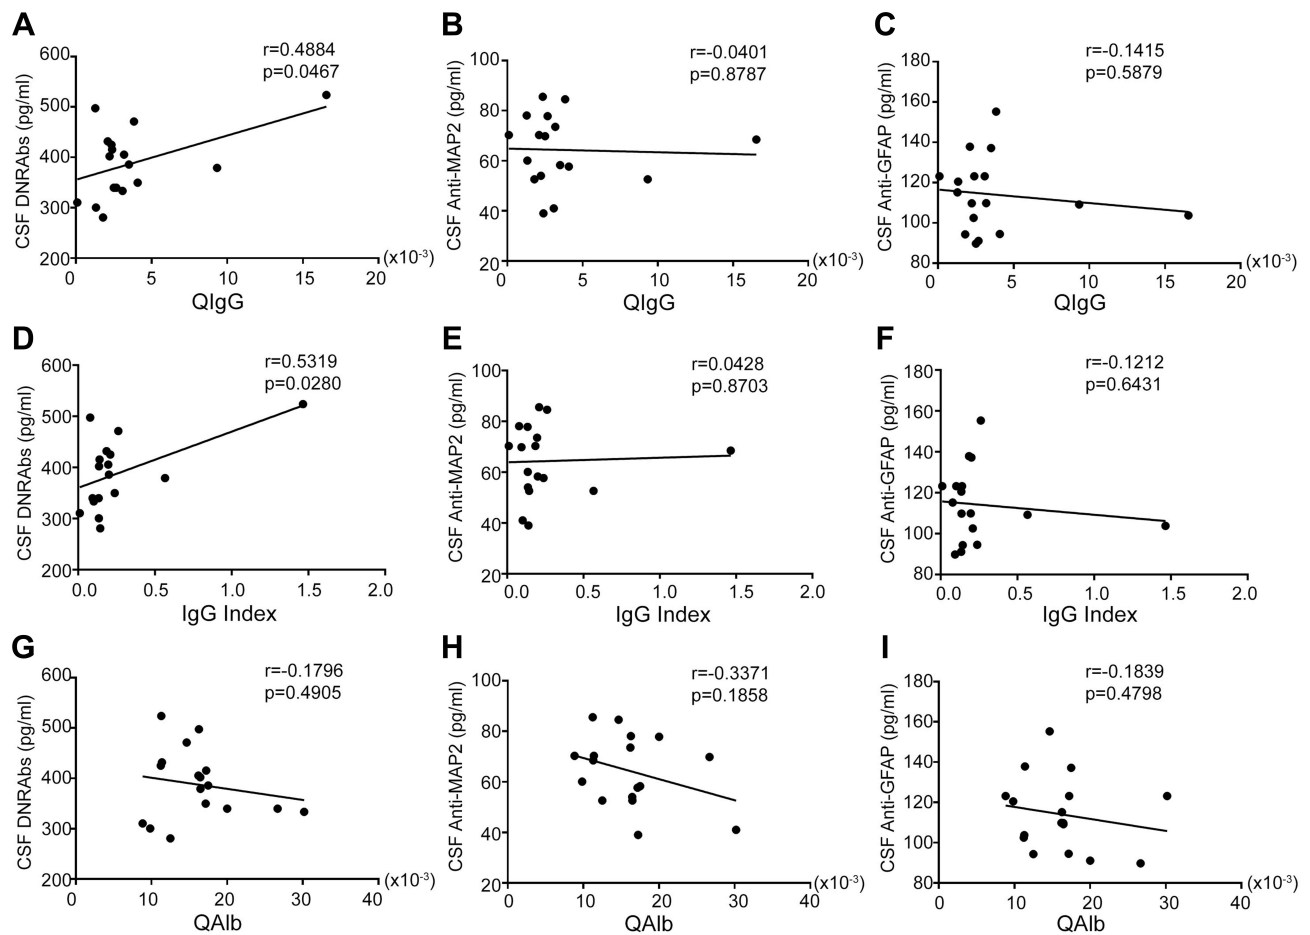 A
r=0.4884
p=0.0467
CSF DNRAbs (pg/ml)
600
500
400
300
200
0
5
10
15
20
(x10-3)
QIgG
B
r=-0.0401
p=0.8787
CSF Anti-MAP2 (pg/ml)
100
80
60
40
20
0
5
10
15
20
(x10-3)
QIgG
C
r=-0.1415
p=0.5879
CSF Anti-GFAP (pg/ml)
180
160
140
120
100
80
0
5
10
15
20
(x10-3)
QIgG
D
r=0.5319
p=0.0280
CSF DNRAbs (pg/ml)
600
500
400
300
200
0.0
0.5
1.0
1.5
2.0
IgG Index
E
r=0.0428
p=0.8703
CSF Anti-MAP2 (pg/ml)
100
80
60
40
20
0.0
0.5
1.0
1.5
2.0
IgG Index
F
r=-0.1212
p=0.6431
CSF Anti-GFAP (pg/ml)
180
160
140
120
100
80
0.0
0.5
1.0
1.5
2.0
IgG Index
G
r=-0.1796
p=0.4905
CSF DNRAbs (pg/ml)
600
500
400
300
200
0
10
20
30
40
(x10-3)
QAlb
H
r=-0.3371
p=0.1858
CSF Anti-MAP2 (pg/ml)
100
80
60
40
20
0
10
20
30
40
(x10-3)
QAlb
I
r=-0.1839
p=0.4798
CSF Anti-GFAP (pg/ml)
180
160
140
120
100
80
0
10
20
30
40
(x10-3)
QAlb